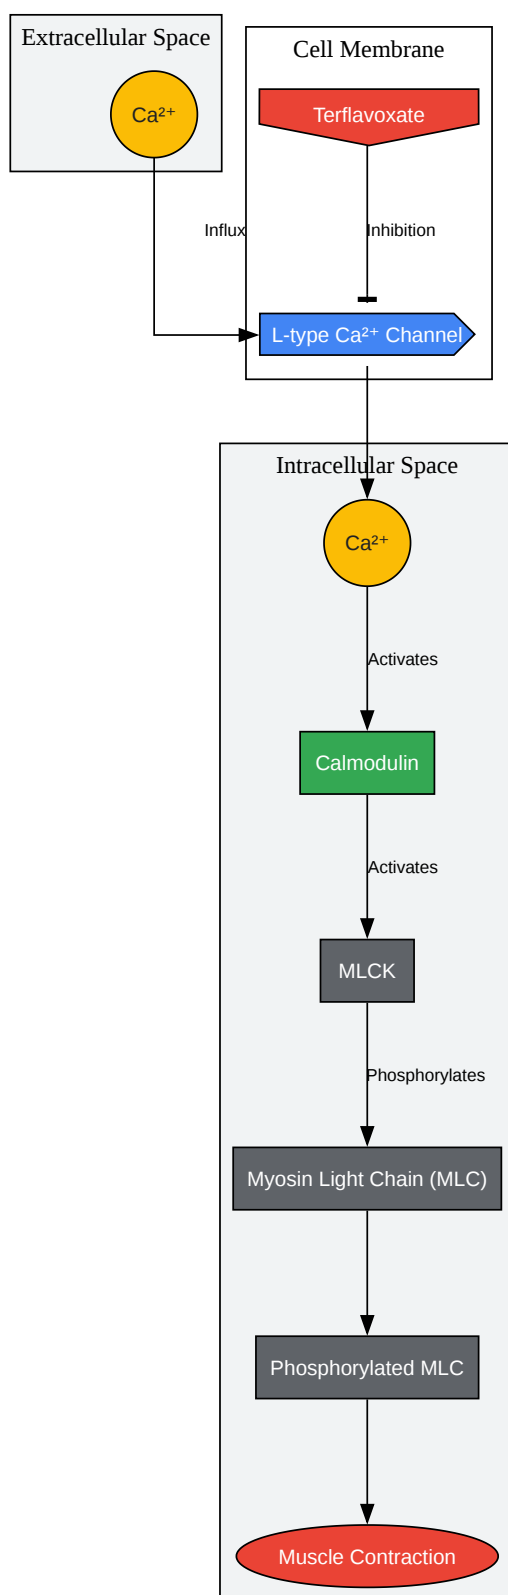 Extracellular Space
Cell Membrane
Ca²⁺
Terflavoxate
Influx
Inhibition
L-type Ca²⁺ Channel
Intracellular Space
Ca²⁺
Activates
Calmodulin
Activates
MLCK
Phosphorylates
Myosin Light Chain (MLC)
Phosphorylated MLC
Muscle Contraction